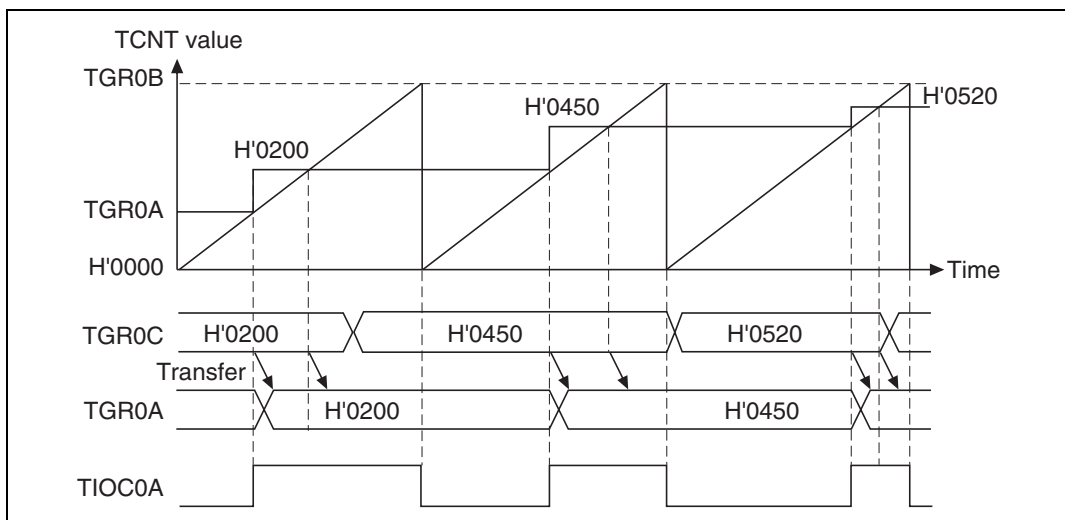 TCNT value
TGR0B
H'0520
H'0450
H'0200
TGR0A
H'0000
Time
TGR0C
H'0200
H'0450
H'0520
Transfer
TGR0A
H'0200
H'0450
TIOC0A